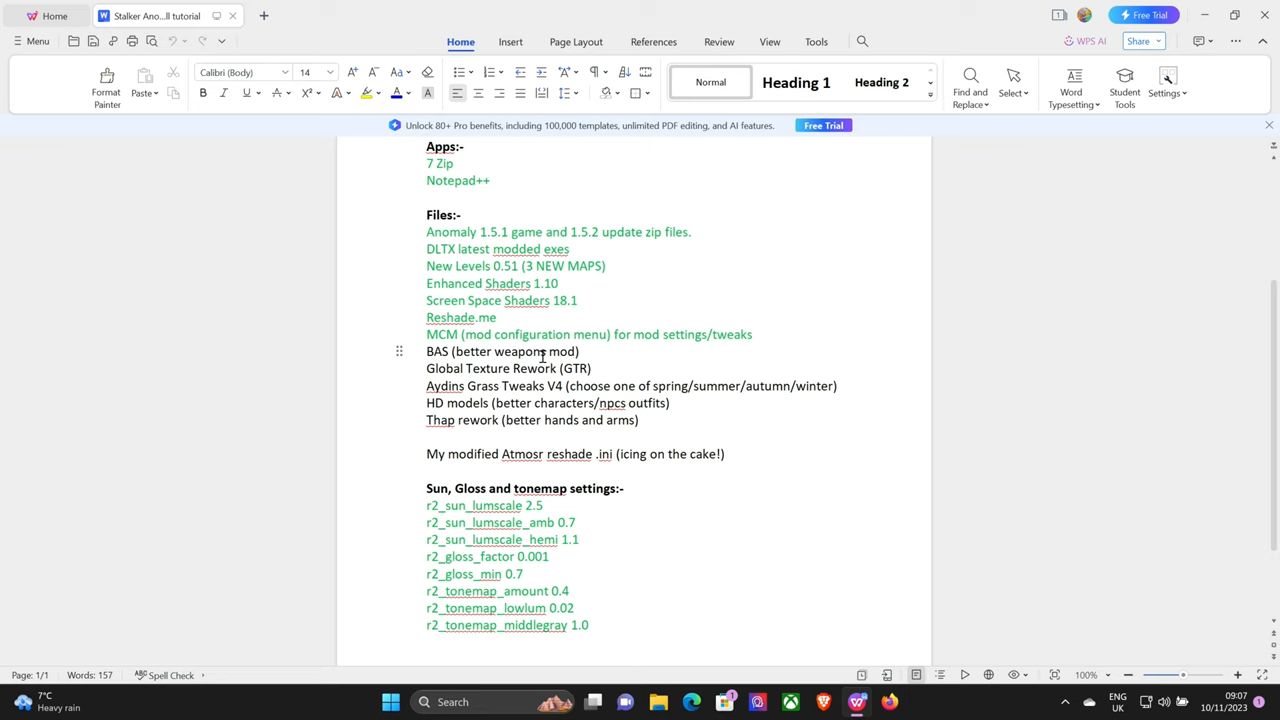 Home
Stalker Ano...ll tutorial
Free Trial
Menu
Home
Insert
Page Layout
References
Review
View
Tools
WPS AI
Share
Format Painter
Paste
Calibri (Body)
14
Normal
Heading 1
Heading 2
Find and Replace
Select
Word Typesetting
Student Tools
Settings
Unlock 80+ Pro benefits, including 100,000 templates, unlimited PDF editing, and AI features.
Free Trial
Apps:-
7 Zip
Notepad++
Files:-
Anomaly 1.5.1 game and 1.5.2 update zip files.
DLTX latest modded exes
New Levels 0.51 (3 NEW MAPS)
Enhanced Shaders 1.10
Screen Space Shaders 18.1
Reshade.me
MCM (mod configuration menu) for mod settings/tweaks
BAS (better weapons mod)
Global Texture Rework (GTR)
Aydins Grass Tweaks V4 (choose one of spring/summer/autumn/winter)
HD models (better characters/npcs outfits)
Thap rework (better hands and arms)
My modified Atmosr reshade .ini (icing on the cake!)
Sun, Gloss and tonemap settings:-
r2_sun_lumscale 2.5
r2_sun_lumscale_amb 0.7
r2_sun_lumscale_hemi 1.1
r2_gloss_factor 0.001
r2_gloss_min 0.7
r2_tonemap_amount 0.4
r2_tonemap_lowlum 0.02
r2_tonemap_middlegray 1.0
Page: 1/1
Words: 157
Spell Check
100%
7°C
Heavy rain
Search
ENG
UK
09:07
10/11/2023